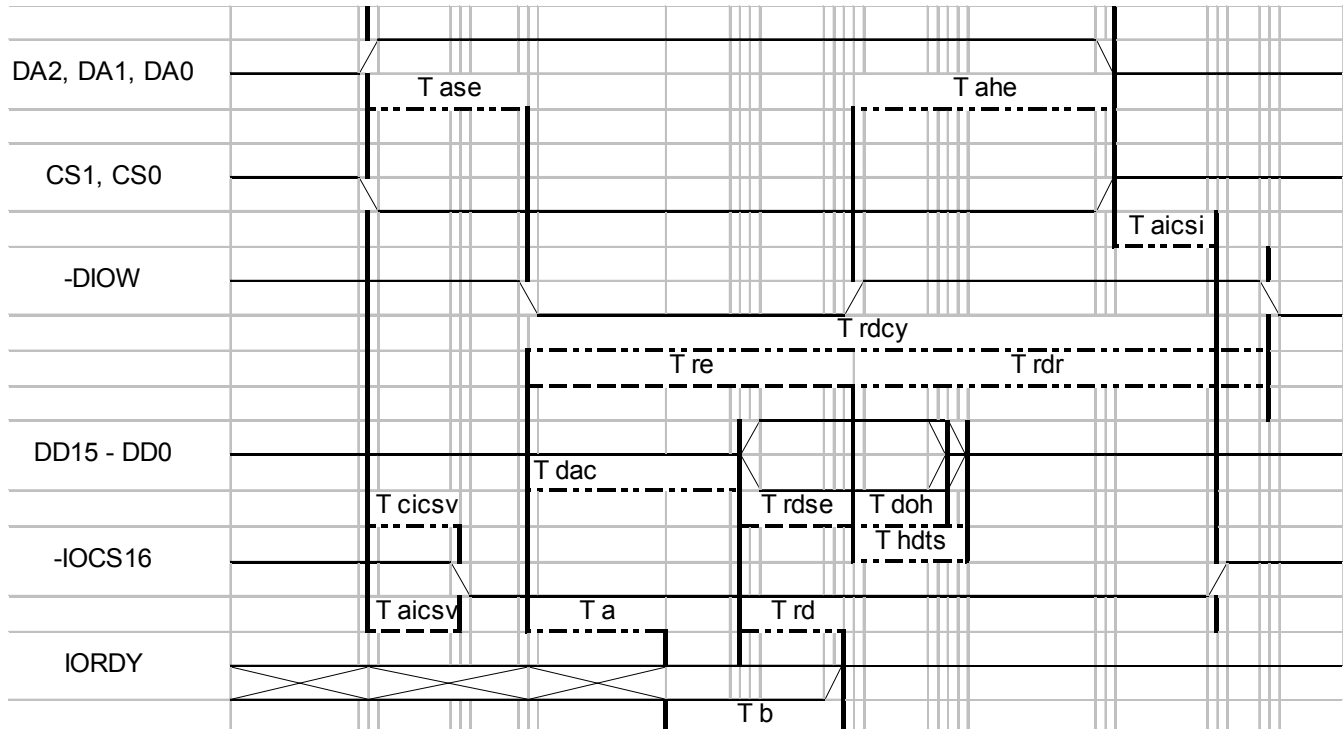 DA2, DA1, DA0
T ase
T ahe
CS1, CS0
T aicsi
-DIOW
T rdcy
T re
T rdr
DD15 - DD0
T dac
T cicsv
T rdse
T doh
T hdts
-IOCS16
T aicsv
T a
T rd
IORDY
T b